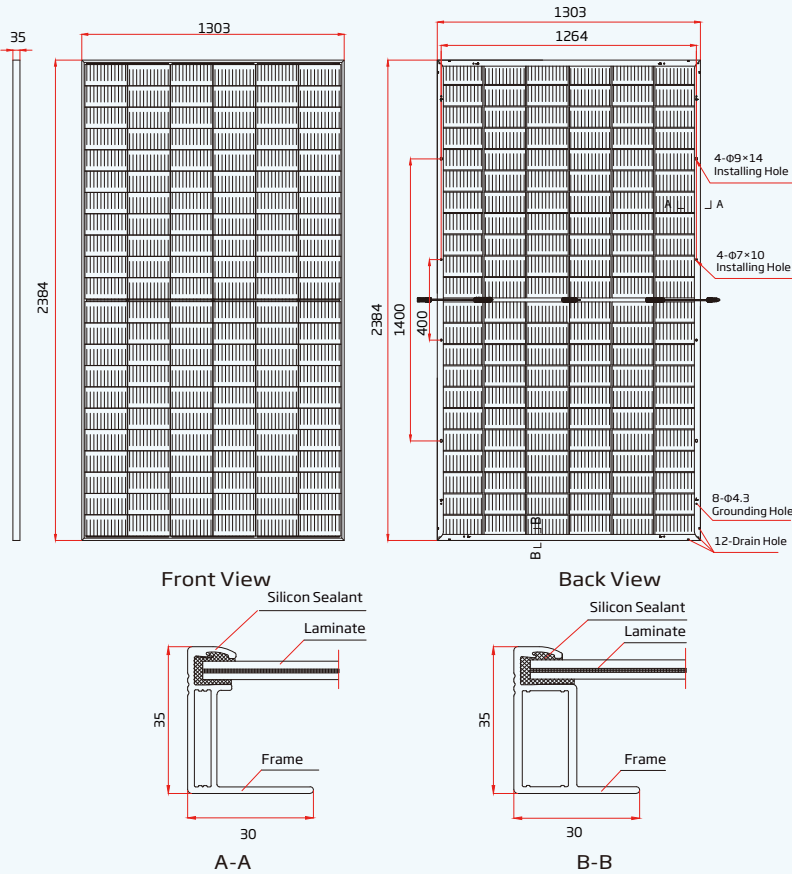 35
1303
2384
Front View
1303
1264
2384
1400
400
4-Φ9×14
Installing Hole
A
A
4-Φ7×10
Installing Hole
8-Φ4.3
Grounding Hole
12-Drain Hole
B
B
Back View
Silicon Sealant
Laminate
35
Frame
30
A-A
Silicon Sealant
Laminate
35
Frame
30
B-B